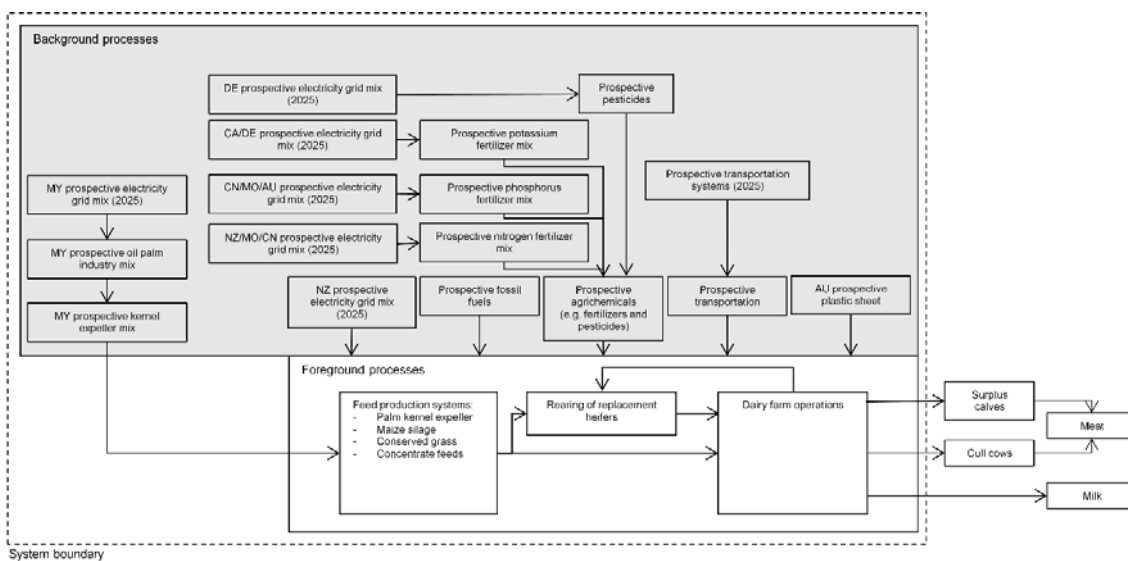 Background processes
DE prospective electricity grid mix
(2025)
Prospective
pesticides
CA/DE prospective electricity grid
mix (2025)
Prospective potassium
fertilizer mix
MY prospective electricity
grid mix (2025)
CN/MO/AU prospective electricity
grid mix (2025)
Prospective phosphorus
fertilizer mix
Prospective transportation
systems (2025)
MY prospective oil palm
industry mix
NZ/MO/CN prospective electricity
grid mix (2025)
Prospective nitrogen fertilizer
mix
MY prospective kernel
expeller mix
NZ prospective
electricity grid mix
(2025)
Prospective fossil
fuels
Prospective
agrichemicals
(e.g. fertilizers and
pesticides)
Prospective
transportation
AU prospective
plastic sheet
Foreground processes
Feed production systems:
- Palm kernel expeller
- Maize silage
- Conserved grass
- Concentrate feeds
Rearing of replacement
heifers
Dairy farm operations
Surplus
calves
Meat
Cull cows
Milk
System boundary